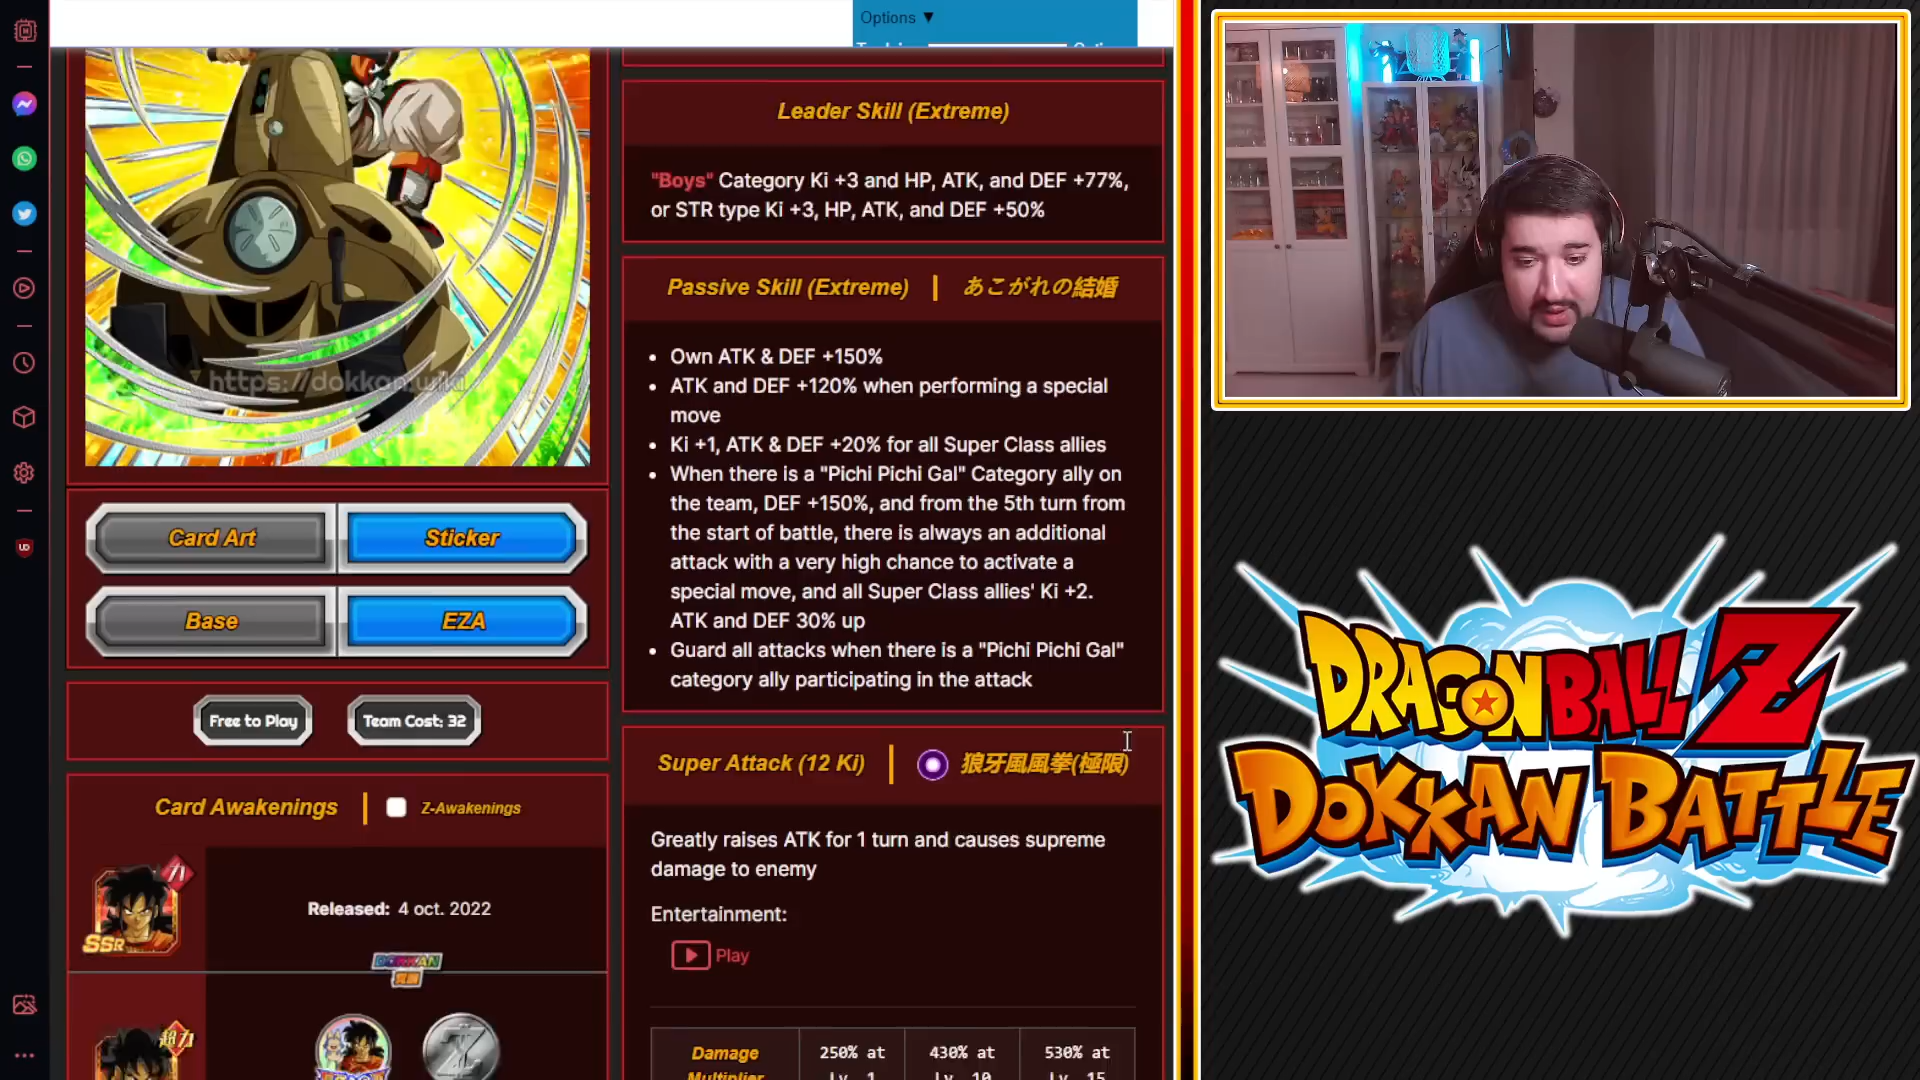 Options ▼
https://dokkan.wiki
Card Art
Sticker
Base
EZA
Free to Play
Team Cost: 32
Card Awakenings
Z-Awakenings
SSR
Released: 4 oct. 2022
Leader Skill (Extreme)
"Boys" Category Ki +3 and HP, ATK, and DEF +77%,
or STR type Ki +3, HP, ATK, and DEF +50%
Passive Skill (Extreme)
あこがれの結婚
Own ATK & DEF +150%
ATK and DEF +120% when performing a special
move
Ki +1, ATK & DEF +20% for all Super Class allies
When there is a "Pichi Pichi Gal" Category ally on
the team, DEF +150%, and from the 5th turn from
the start of battle, there is always an additional
attack with a very high chance to activate a
special move, and all Super Class allies' Ki +2.
ATK and DEF 30% up
Guard all attacks when there is a "Pichi Pichi Gal"
category ally participating in the attack
Super Attack (12 Ki)
狼牙風風拳(極限)
Greatly raises ATK for 1 turn and causes supreme
damage to enemy
Entertainment:
Play
Damage
Multiplier
250% at
Lv. 1
430% at
Lv. 10
530% at
Lv. 15
DRAGON BALL Z
DOKKAN BATTLE